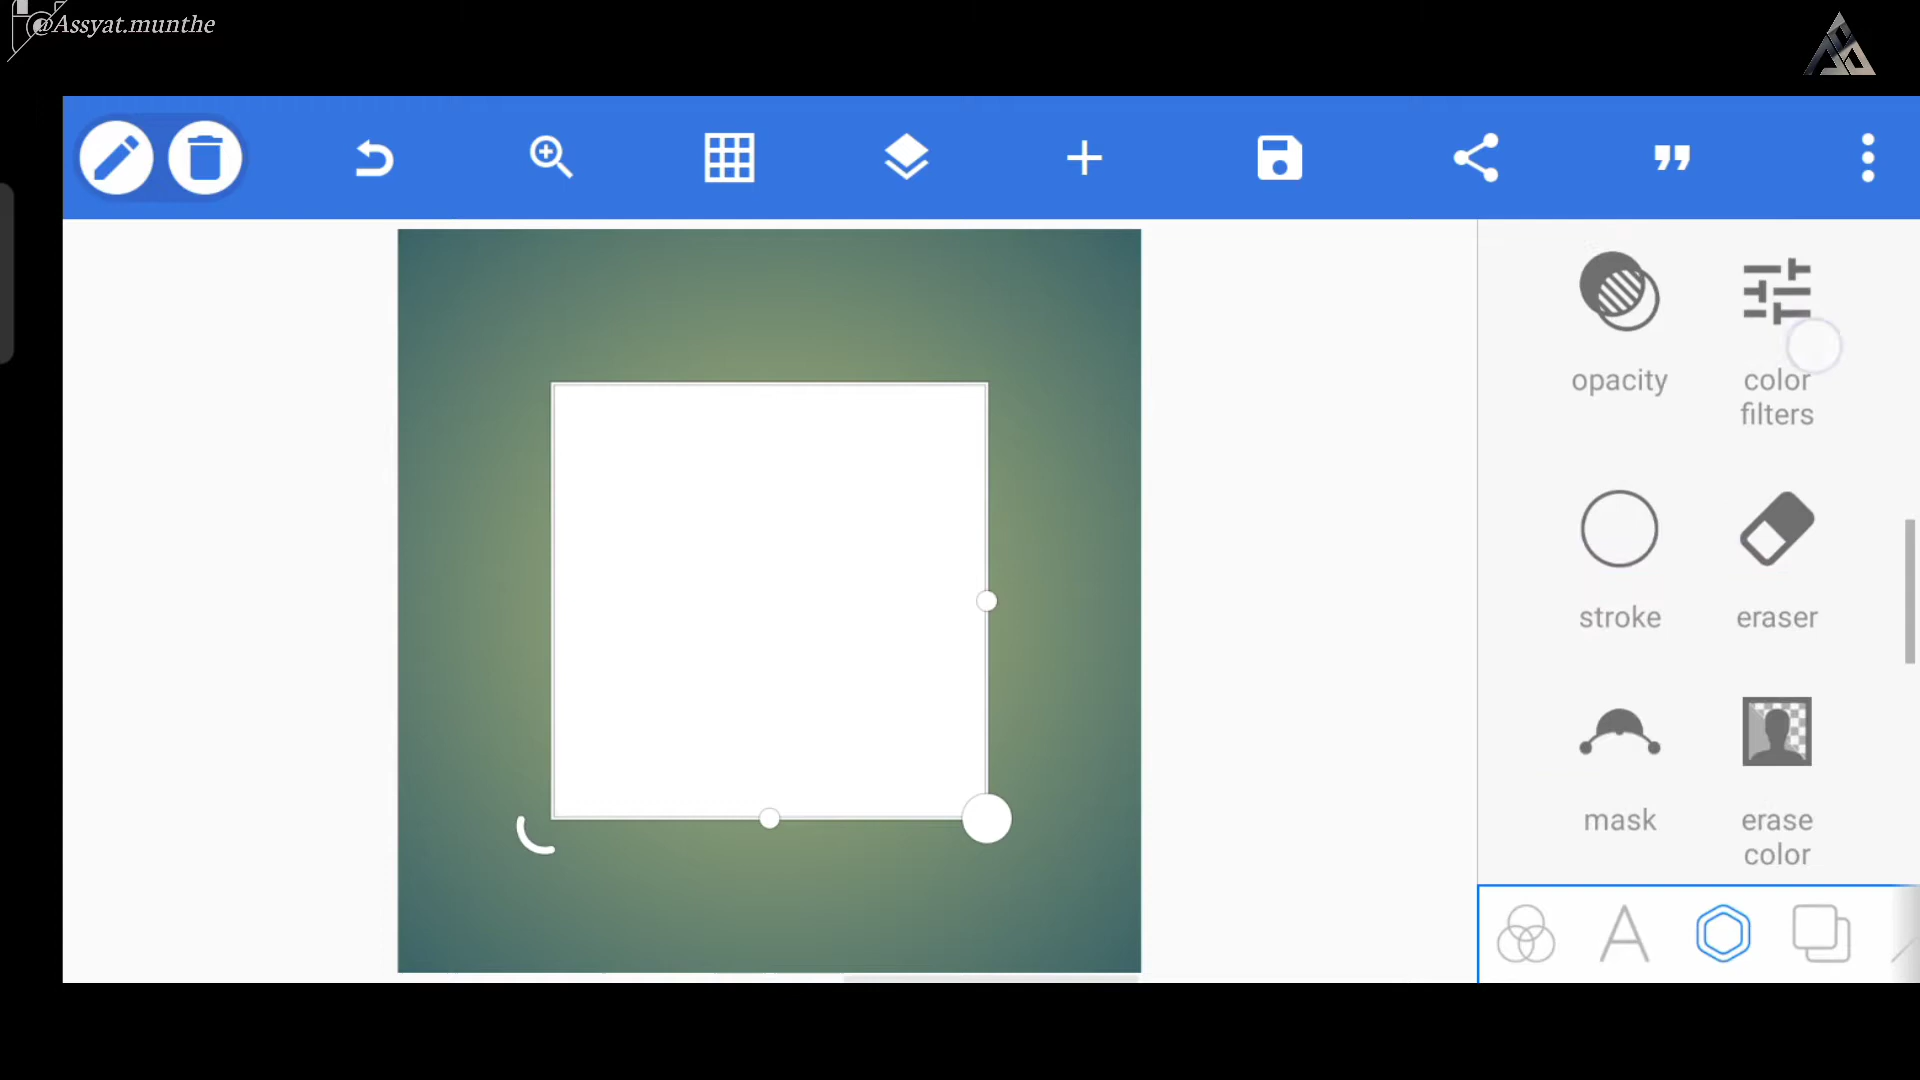 @Assyat.munthe
opacity
color
filters
stroke
eraser
mask
erase
color